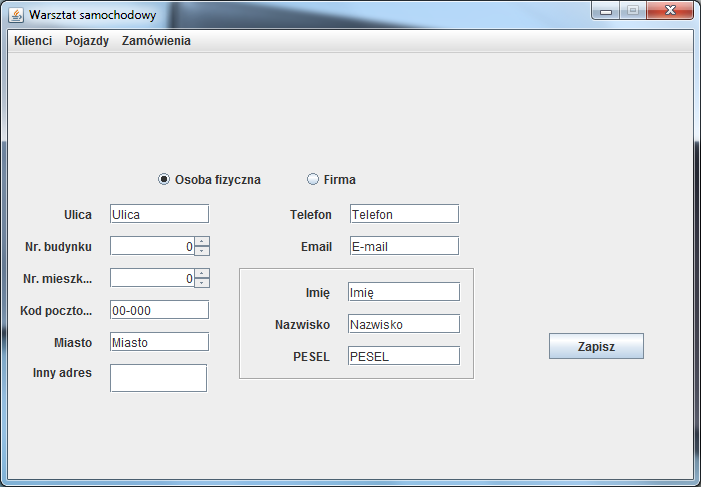 Warsztat samochodowy
Klienci Pojazdy Zamówienia
Osoba fizyczna Firma
Ulica Ulica Telefon Telefon
Nr. budynku 0 Email E-mail
Nr. mieszk... 0
Imię Imię
Kod poczto... 00-000
Nazwisko Nazwisko
Miasto Miasto
PESEL PESEL
Zapisz
Inny adres